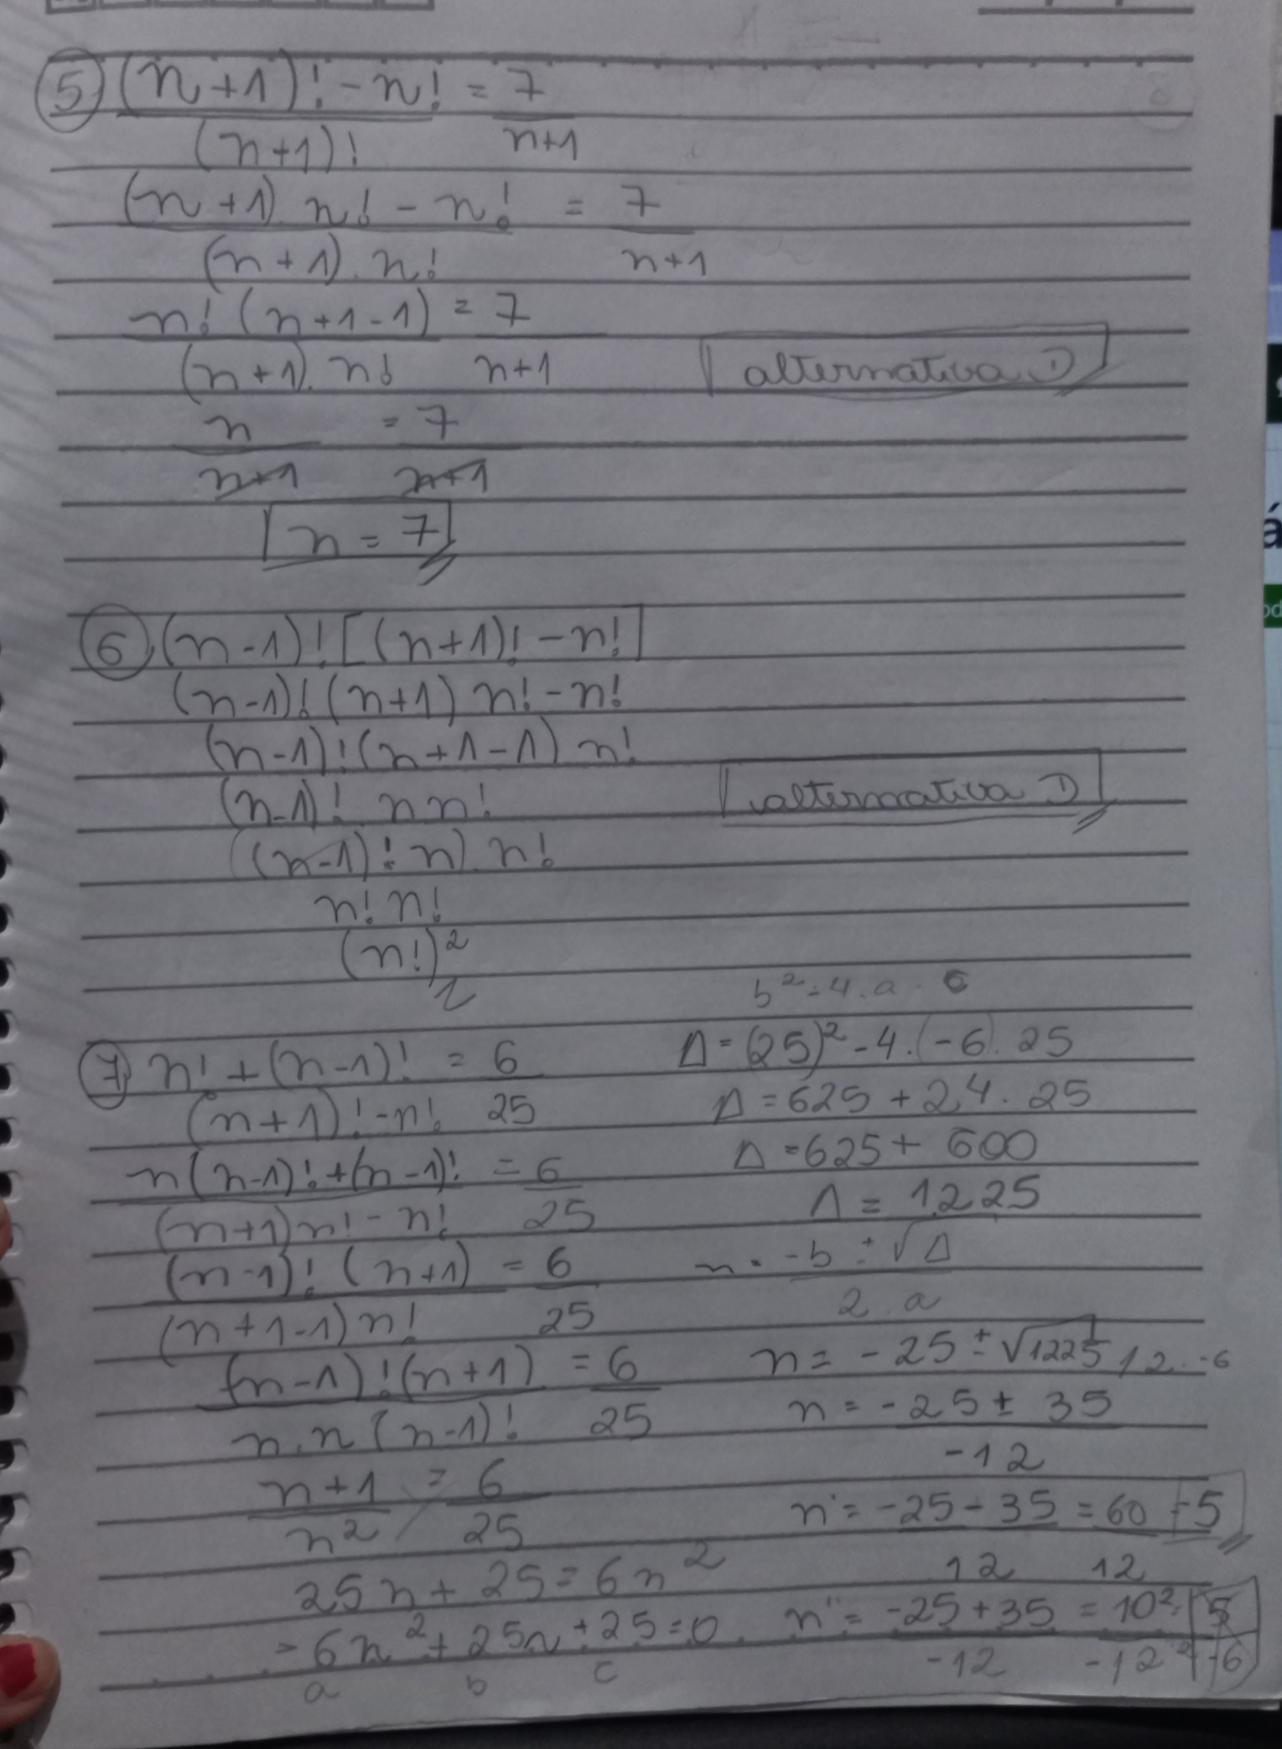 5) (n+1)! - n! = 7
(n+1)! n+1
(n+1) n! - n! = 7
(n+1). n! n+1
n! (n+1-1) = 7
(n+1). n! n+1
alternativa D
n = 7
n+1 n+1
n = 7
6) (n-1)! [(n+1)! - n!]
(n-1)! (n+1) n! - n!
(n-1)! (n+1-1) n!
(n-1)! n n!
alternativa D
((n-1)! n) n!
n! n!
(n!)²
7) n! + (n-1)! = 6
(n+1)! - n! 25
n(n-1)! + (n-1)! = 6
(n+1) n! - n! 25
(n-1)! (n+1) = 6
(n+1-1) n! 25
(n-1)! (n+1) = 6
n. n (n-1)! 25
n+1 = 6
n² 25
25n + 25 = 6n²
- 6n² + 25n + 25 = 0
a b c
b² - 4. a. c
Δ = (25)² - 4. (-6). 25
Δ = 625 + 24. 25
Δ = 625 + 600
Δ = 1225
n = -b ± √Δ
2. a
n = -25 ± √1225 / 2. -6
n = -25 ± 35
-12
n' = -25 - 35 = 60 = 5
12 12
n'' = -25 + 35 = 10 5
-12 -12 -6